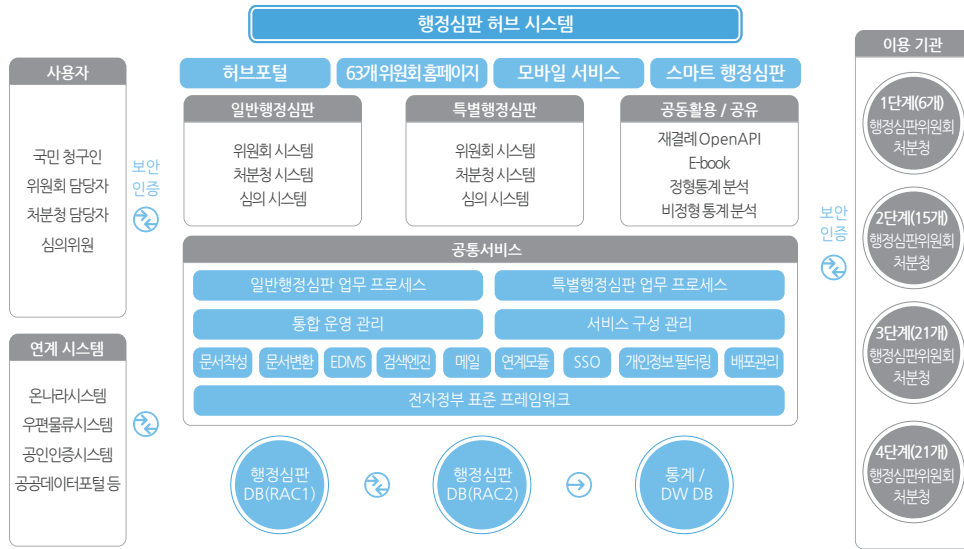 행정심판 허브 시스템
허브포털
63개 위원회 홈페이지
모바일 서비스
스마트 행정심판
사용자
국민 청구인
위원회 담당자
처분청 담당자
심의위원
보안
인증
연계 시스템
온나라시스템
우편물류시스템
공인인증시스템
공공데이터포털 등
일반행정심판
위원회 시스템
처분청 시스템
심의 시스템
특별행정심판
위원회 시스템
처분청 시스템
심의 시스템
공동활용 / 공유
재결례 OpenAPI
E-book
정형통계 분석
비정형 통계 분석
공통서비스
일반행정심판 업무 프로세스
특별행정심판 업무 프로세스
통합 운영 관리
서비스 구성 관리
문서작성
문서변환
EDMS
검색엔진
메일
연계모듈
SSO
개인정보 필터링
배포관리
전자정부 표준 프레임워크
행정심판
DB(RAC1)
행정심판
DB(RAC2)
통계 /
DW DB
보안
인증
이용 기관
1단계(6개)
행정심판위원회
처분청
2단계(15개)
행정심판위원회
처분청
3단계(21개)
행정심판위원회
처분청
4단계(21개)
행정심판위원회
처분청